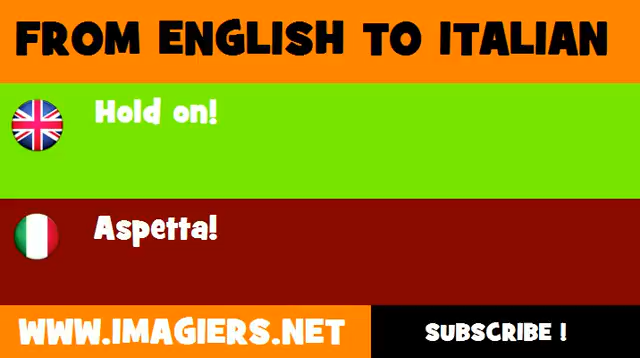 FROM ENGLISH TO ITALIAN
Hold on!
Aspetta!
WWW.IMAGIERS.NET
SUBSCRIBE !